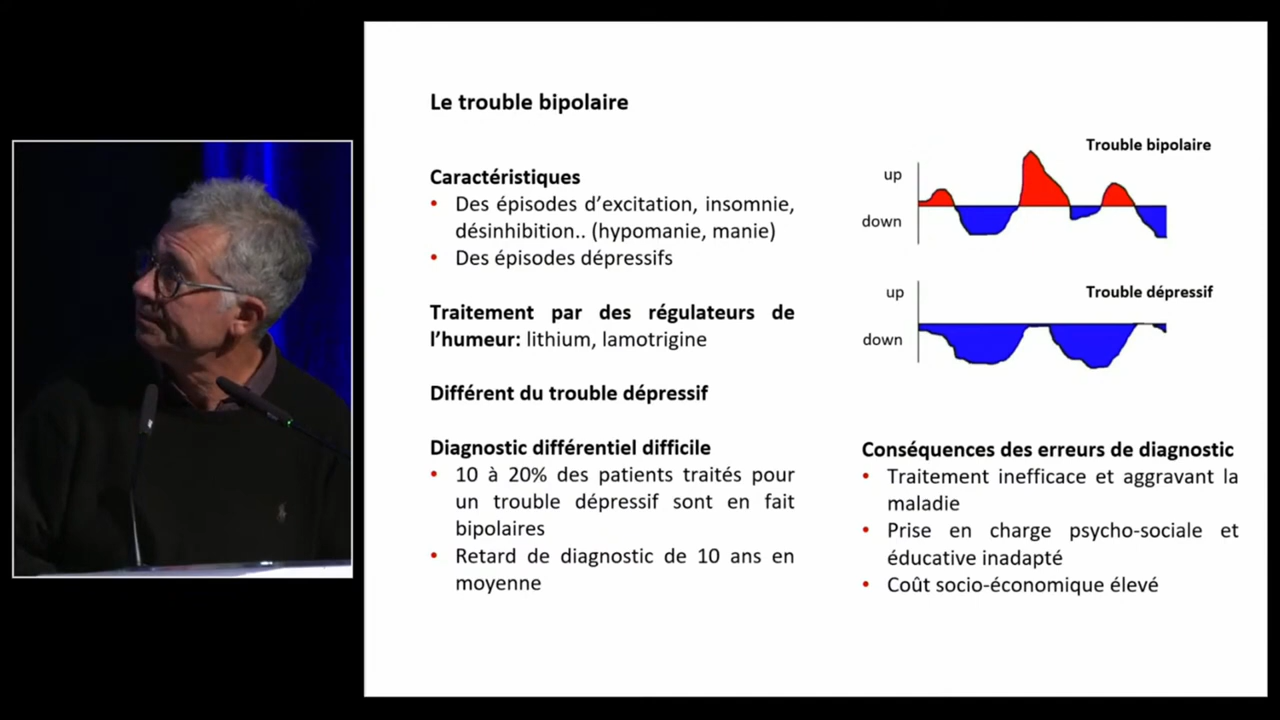 Le trouble bipolaire
Caractéristiques
• Des épisodes d’excitation, insomnie,
désinhibition.. (hypomanie, manie)
• Des épisodes dépressifs
Traitement par des régulateurs de
l’humeur: lithium, lamotrigine
Différent du trouble dépressif
Diagnostic différentiel difficile
• 10 à 20% des patients traités pour
un trouble dépressif sont en fait
bipolaires
• Retard de diagnostic de 10 ans en
moyenne
Trouble bipolaire
up
down
up
Trouble dépressif
down
Conséquences des erreurs de diagnostic
• Traitement inefficace et aggravant la
maladie
• Prise en charge psycho-sociale et
éducative inadapté
• Coût socio-économique élevé